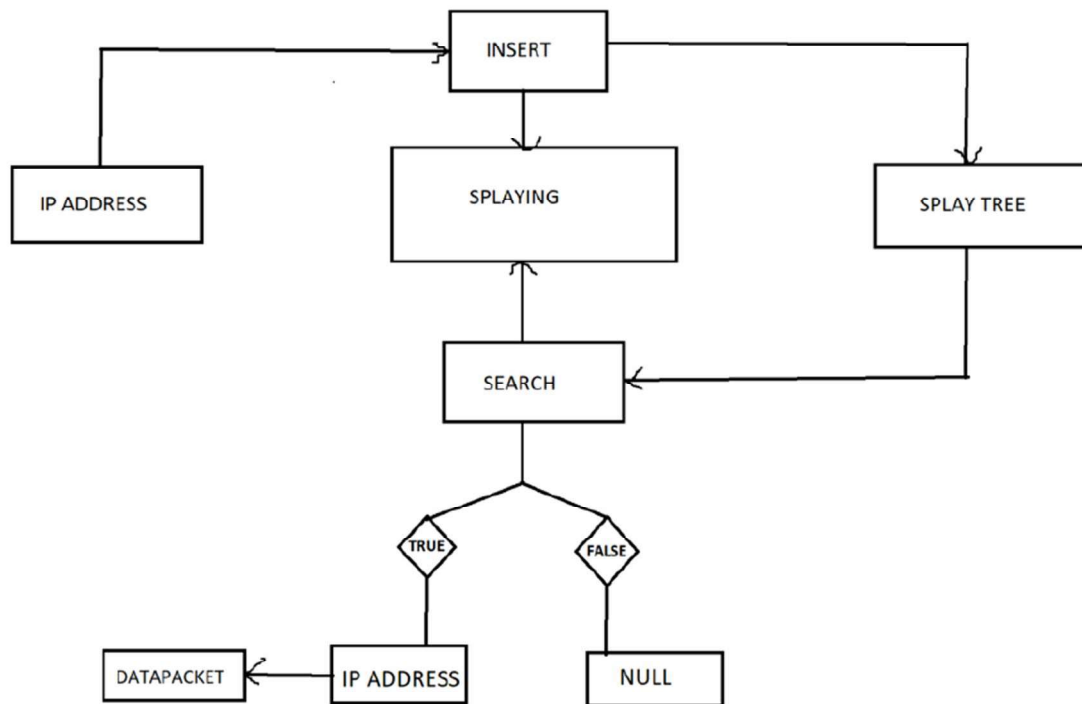 INSERT
IP ADDRESS
SPLAYING
SPLAY TREE
SEARCH
TRUE
FALSE
DATAPACKET
IP ADDRESS
NULL